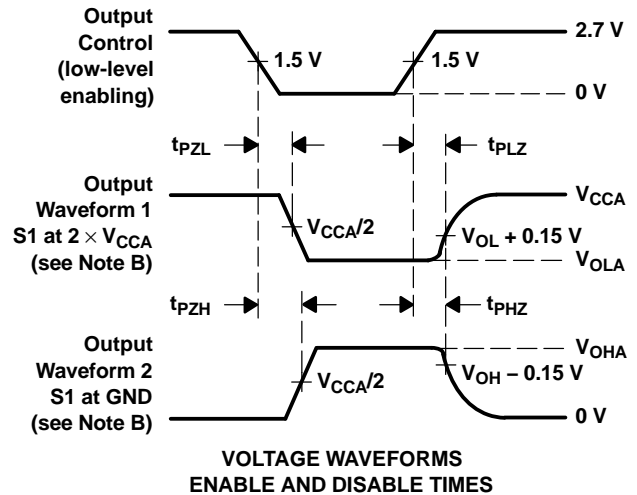 Output
Control
(low-level
enabling)
1.5 V
1.5 V
2.7 V
0 V
tPZL
tPLZ
Output
Waveform 1
S1 at 2 × VCCA
(see Note B)
VCCA/2
VCCA
VOL + 0.15 V
VOLA
tPZH
tPHZ
Output
Waveform 2
S1 at GND
(see Note B)
VCCA/2
VOHA
VOH − 0.15 V
0 V
VOLTAGE WAVEFORMS
ENABLE AND DISABLE TIMES